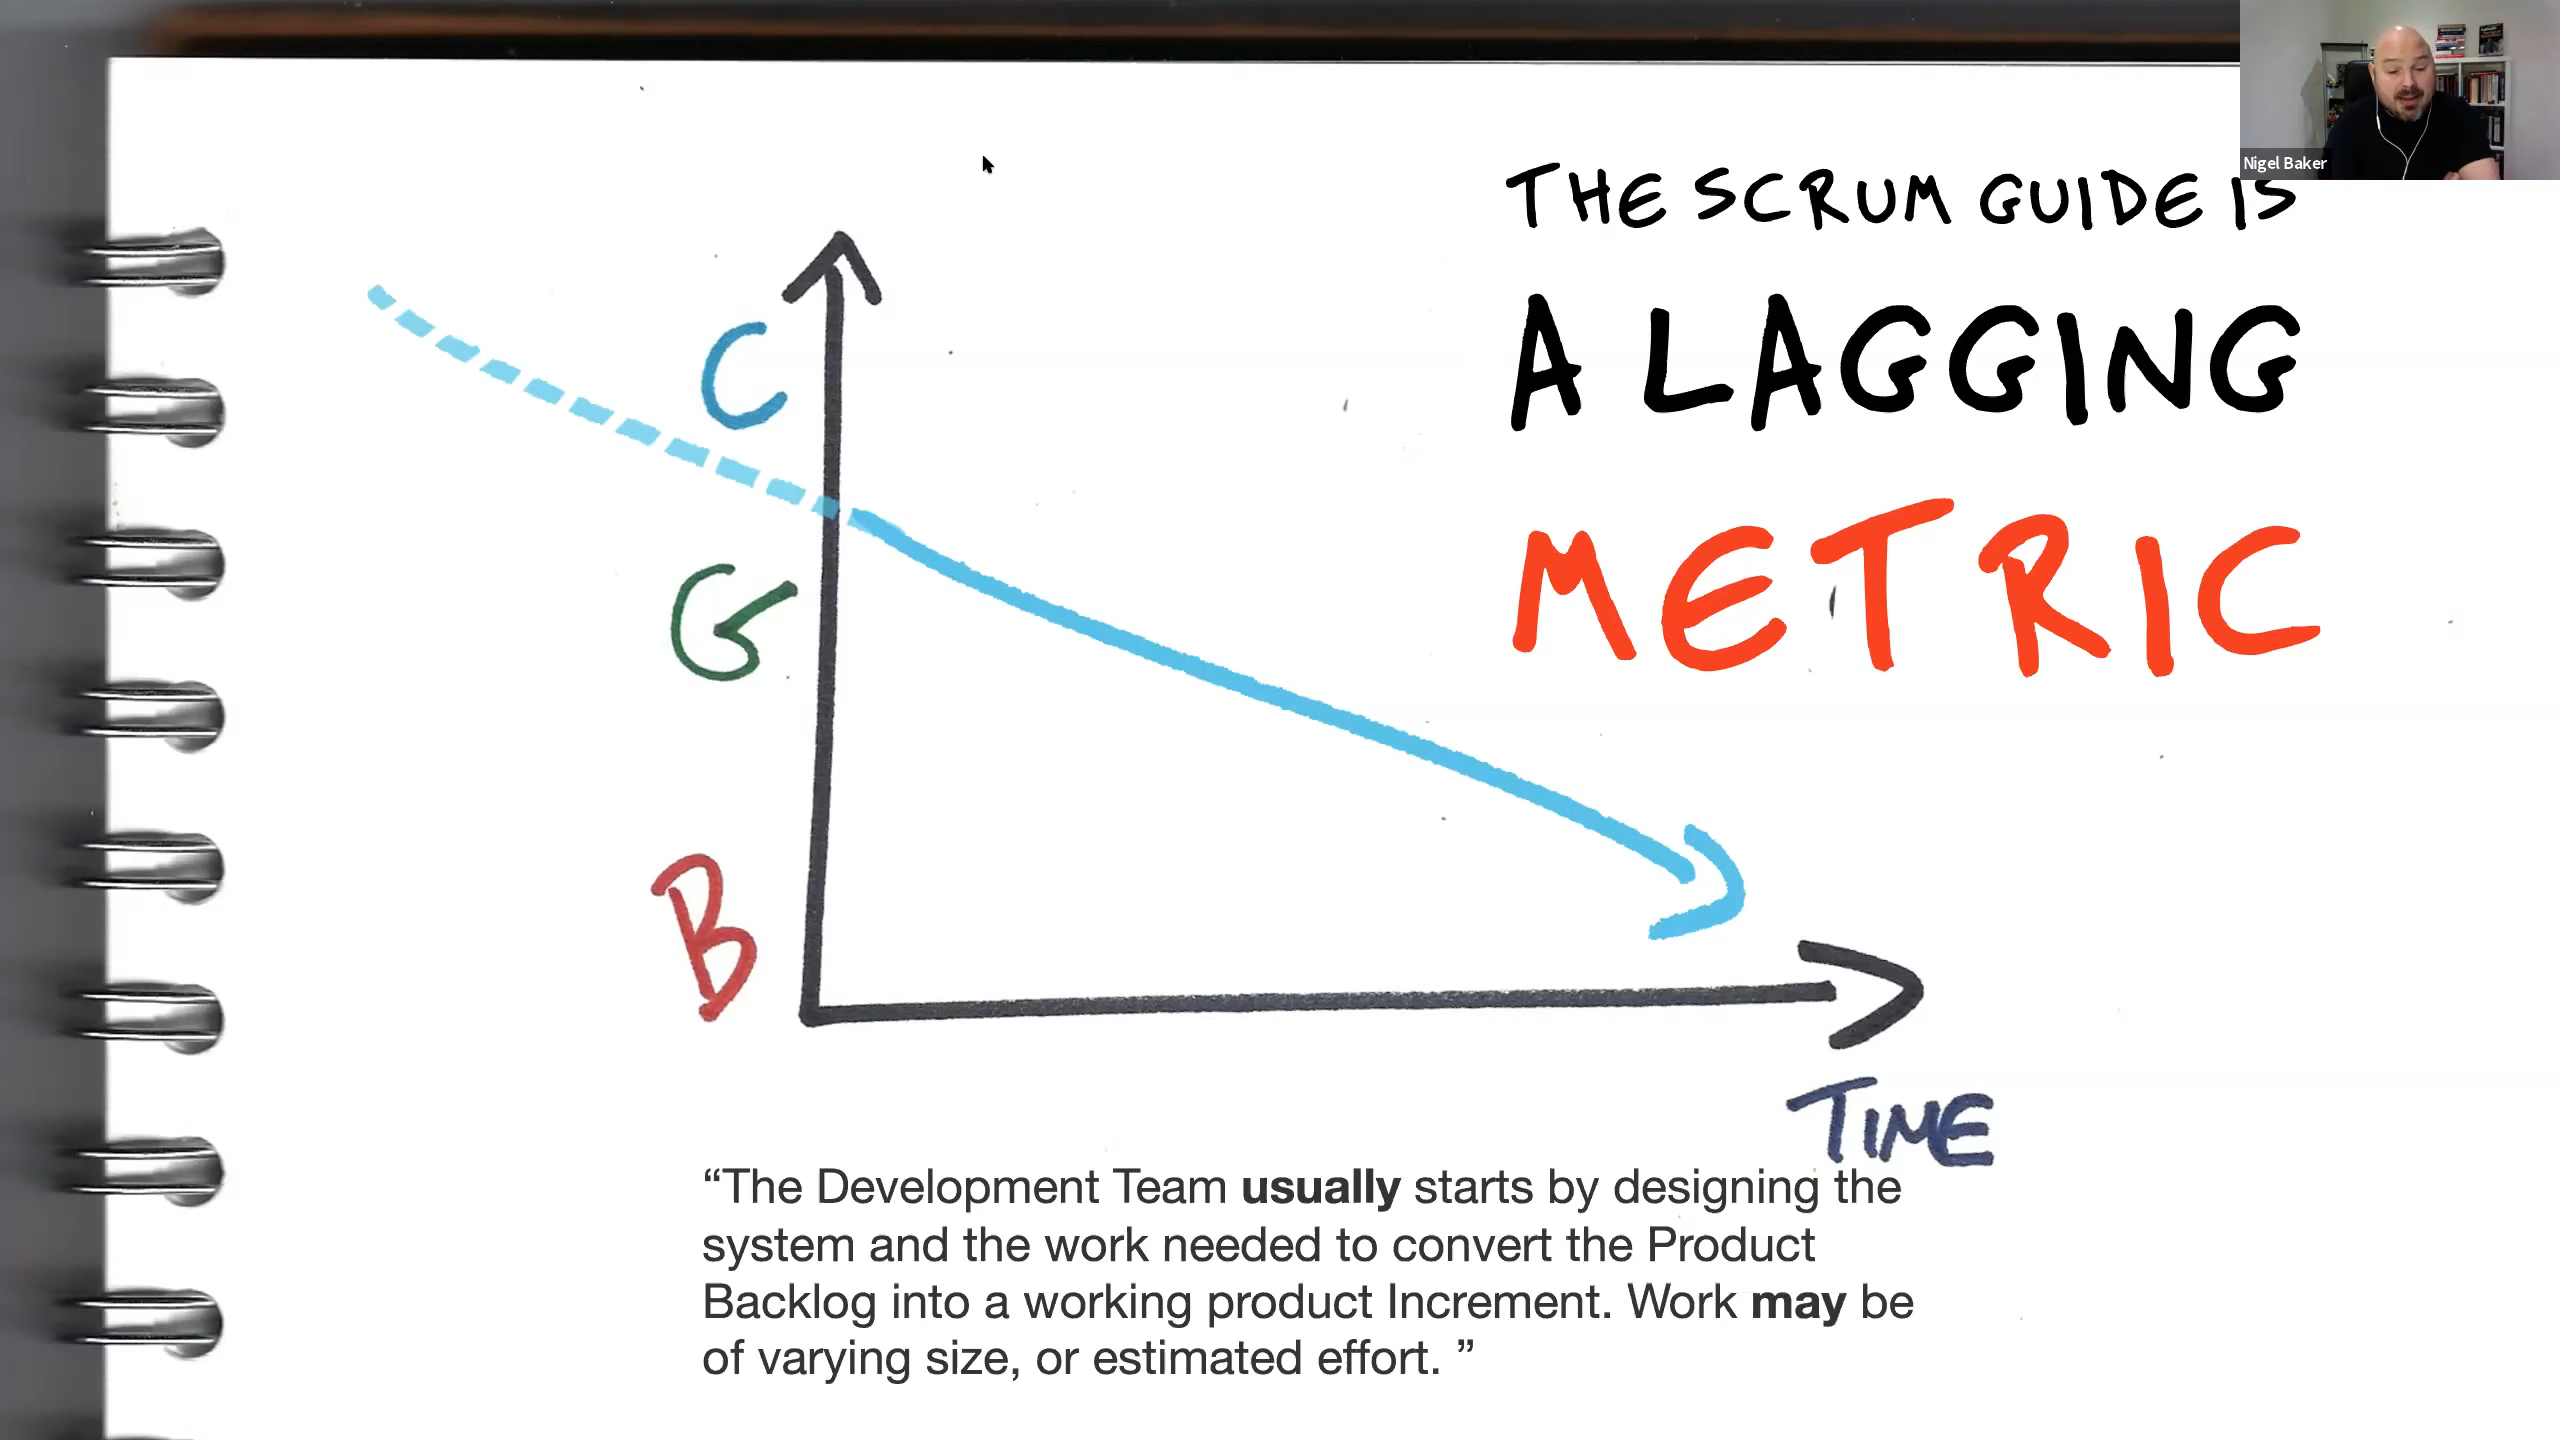 Nigel Baker
THE SCRUM GUIDE IS
A LAGGING
METRIC
C
G
B
TIME
“The Development Team usually starts by designing the
system and the work needed to convert the Product
Backlog into a working product Increment. Work may be
of varying size, or estimated effort. ”